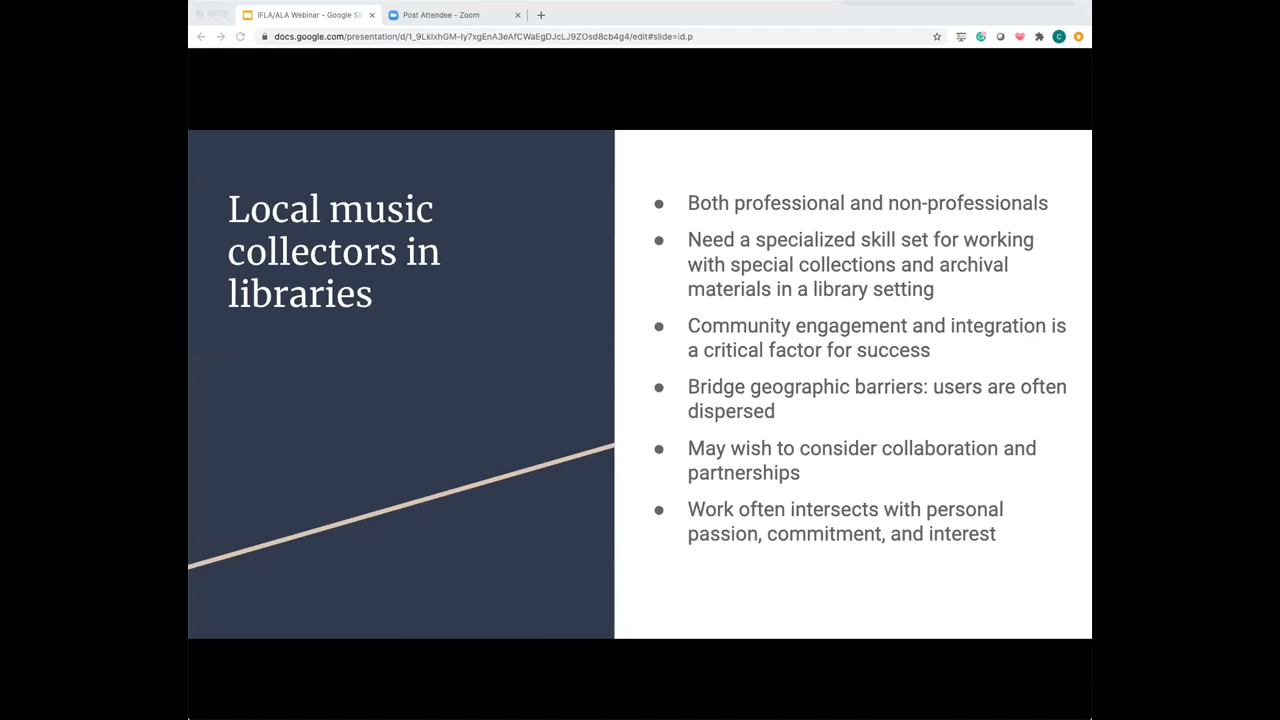 IFLA/ALA Webinar - Google Sli
Post Attendee - Zoom
docs.google.com/presentation/d/1_9LkIxhGM-Iy7xgEnA3eAfCWaEgDJcLJ9ZOsd8cb4g4/edit#slide=id.p
C
Local music
collectors in
libraries
● Both professional and non-professionals
● Need a specialized skill set for working
with special collections and archival
materials in a library setting
● Community engagement and integration is
a critical factor for success
● Bridge geographic barriers: users are often
dispersed
● May wish to consider collaboration and
partnerships
● Work often intersects with personal
passion, commitment, and interest